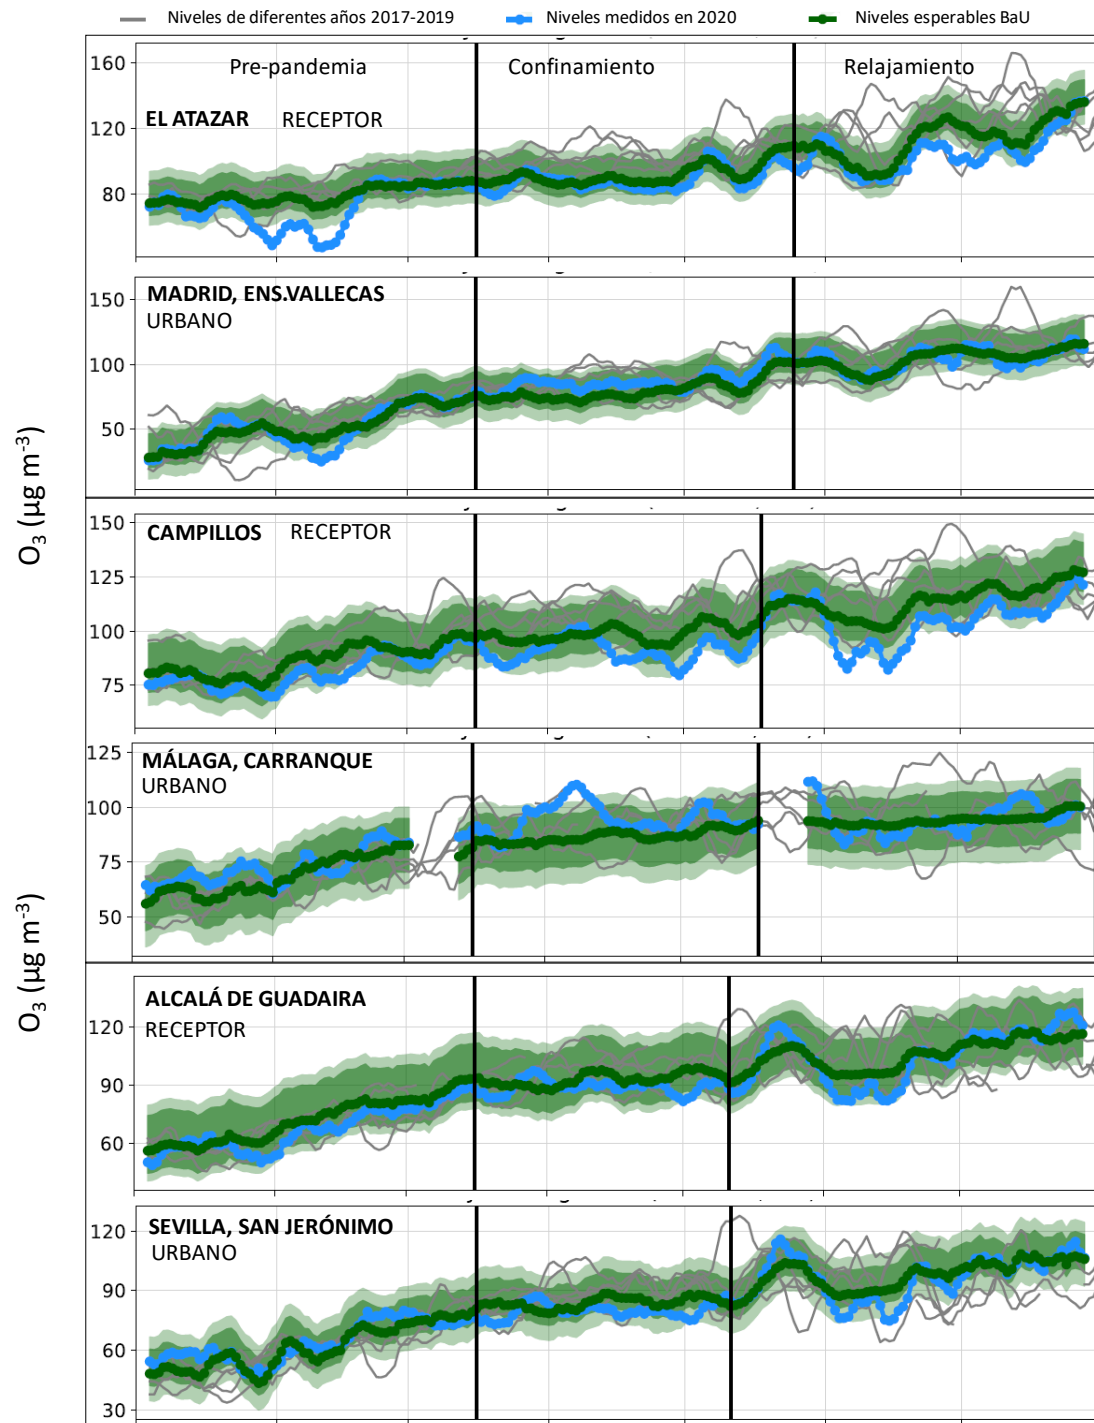 Niveles de diferentes años 2017-2019 Niveles medidos en 2020 Niveles esperables BaU
Pre-pandemia Confinamiento Relajamiento
EL ATAZAR RECEPTOR
160
120
80
MADRID, ENS.VALLECAS
URBANO
150
100
50
O₃ (µg m⁻³)
CAMPILLOS RECEPTOR
150
125
100
75
MÁLAGA, CARRANQUE
URBANO
125
100
75
50
O₃ (µg m⁻³)
ALCALÁ DE GUADAIRA
RECEPTOR
120
90
60
SEVILLA, SAN JERÓNIMO
URBANO
120
90
60
30